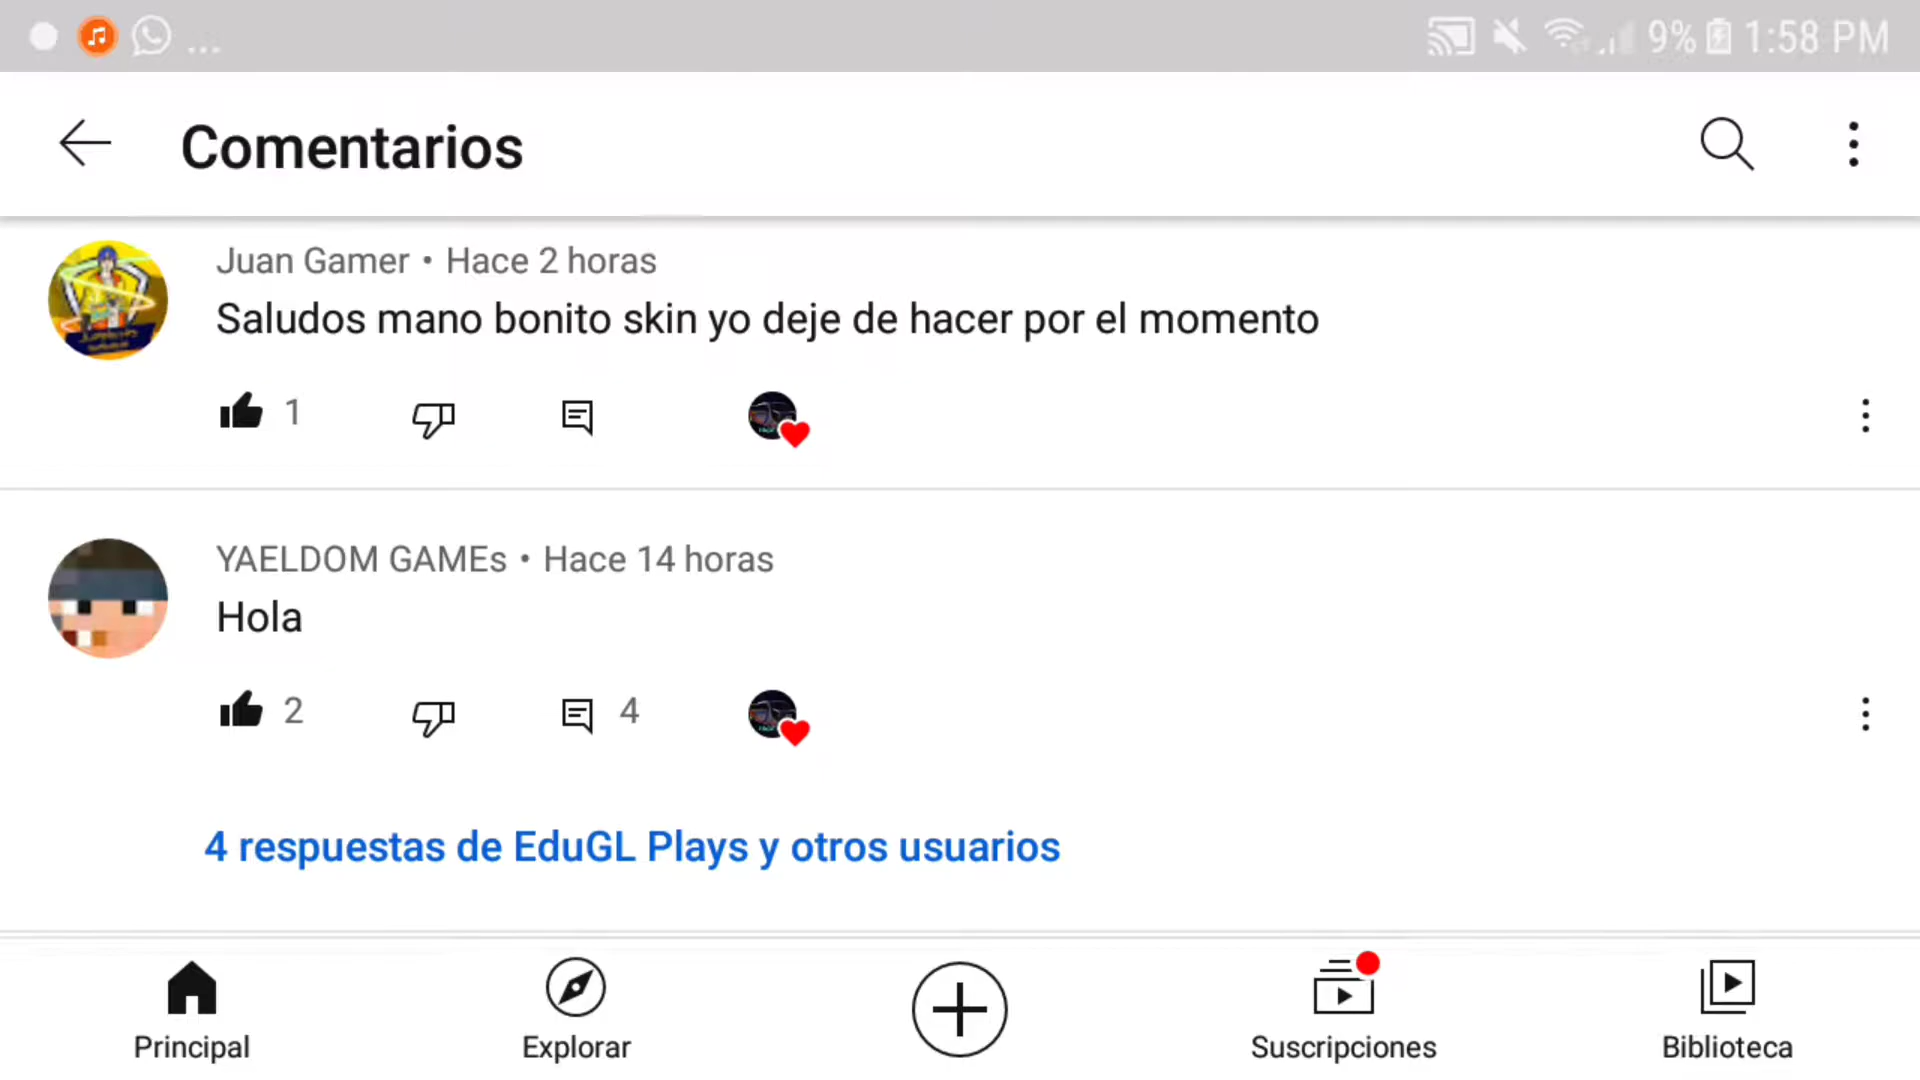 ... 9% 1:58 PM
Comentarios
Juan Gamer • Hace 2 horas
Saludos mano bonito skin yo deje de hacer por el momento
1
YAELDOM GAMEs • Hace 14 horas
Hola
2 4
4 respuestas de EduGL Plays y otros usuarios
Principal Explorar Suscripciones Biblioteca